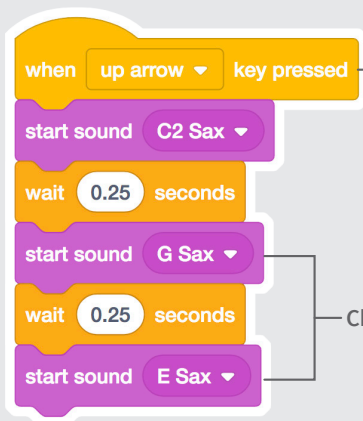 when up arrow key pressed
start sound C2 Sax
wait 0.25 seconds
start sound G Sax
wait 0.25 seconds
start sound E Sax